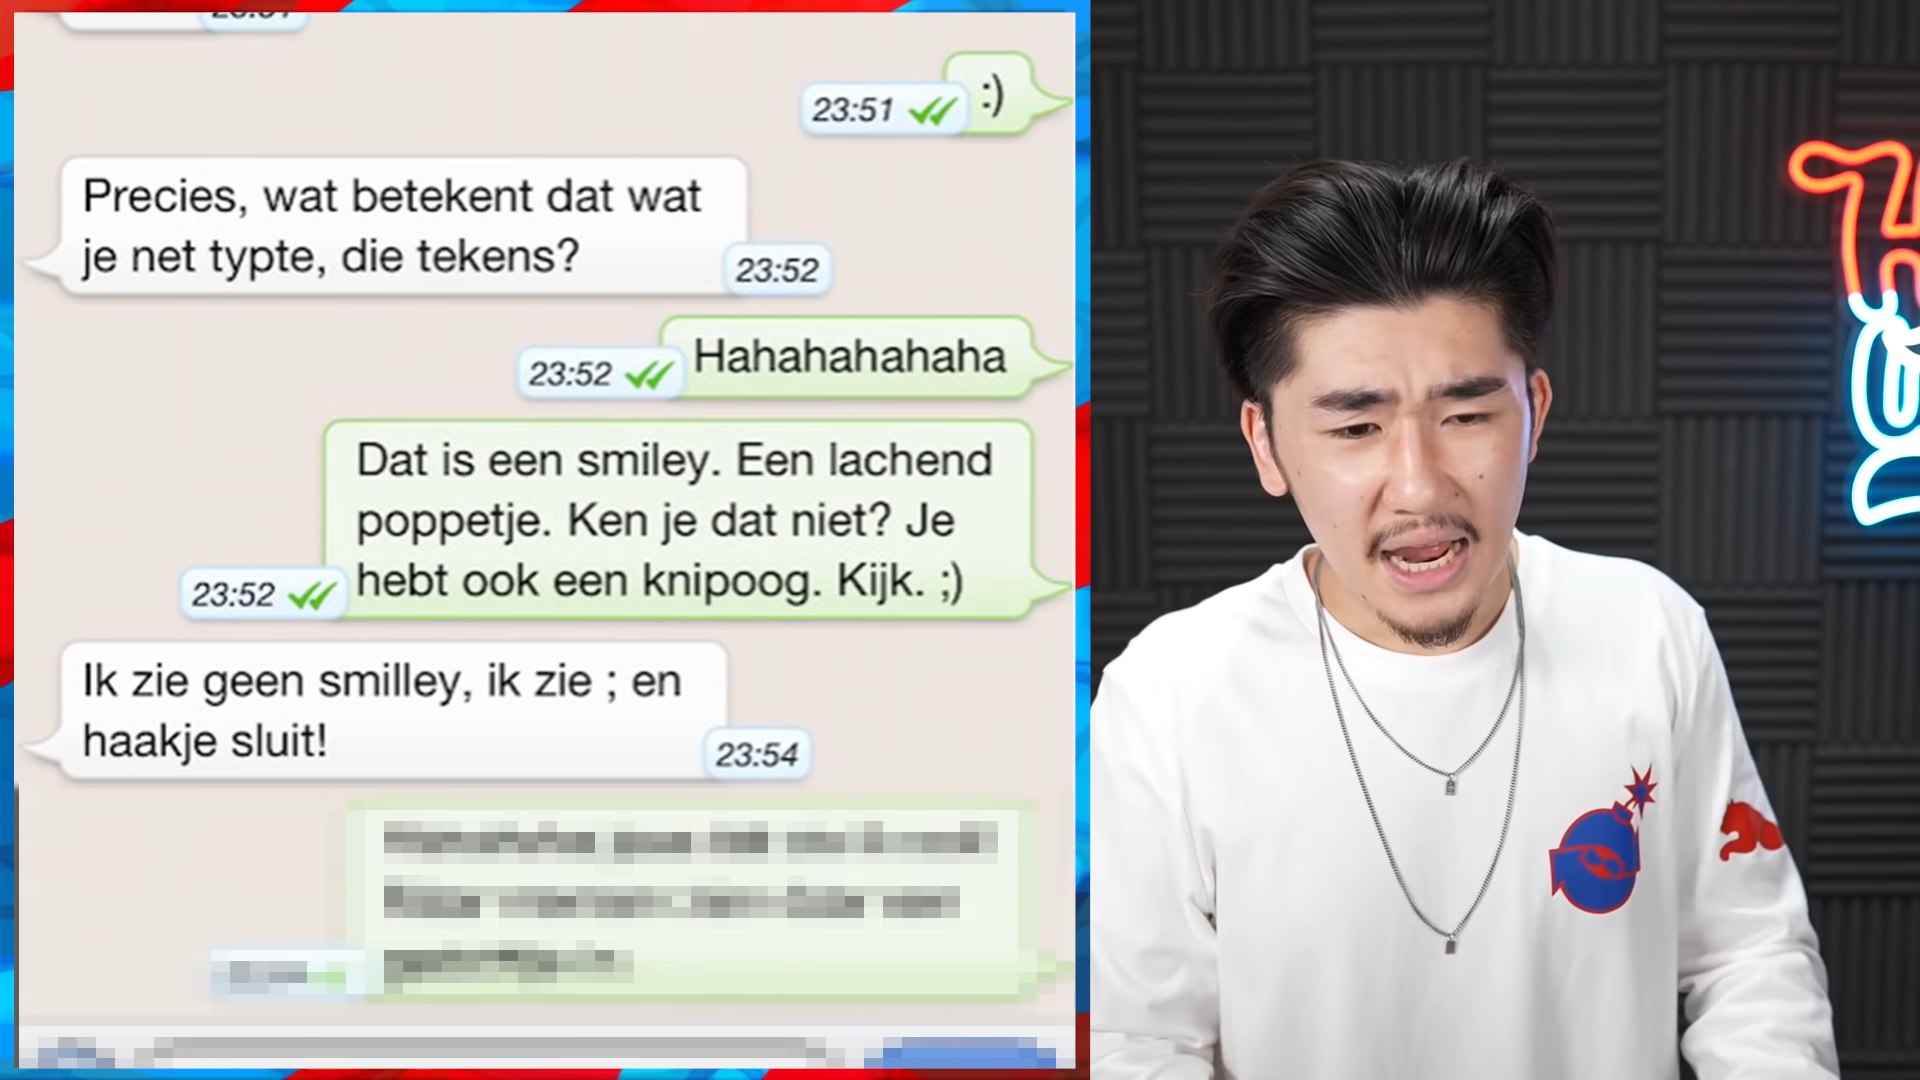 :)
23:51
Precies, wat betekent dat wat
je net typte, die tekens?
23:52
Hahahahahaha
23:52
Dat is een smiley. Een lachend
poppetje. Ken je dat niet? Je
hebt ook een knipoog. Kijk. ;)
23:52
Ik zie geen smilley, ik zie ; en
haakje sluit!
23:54